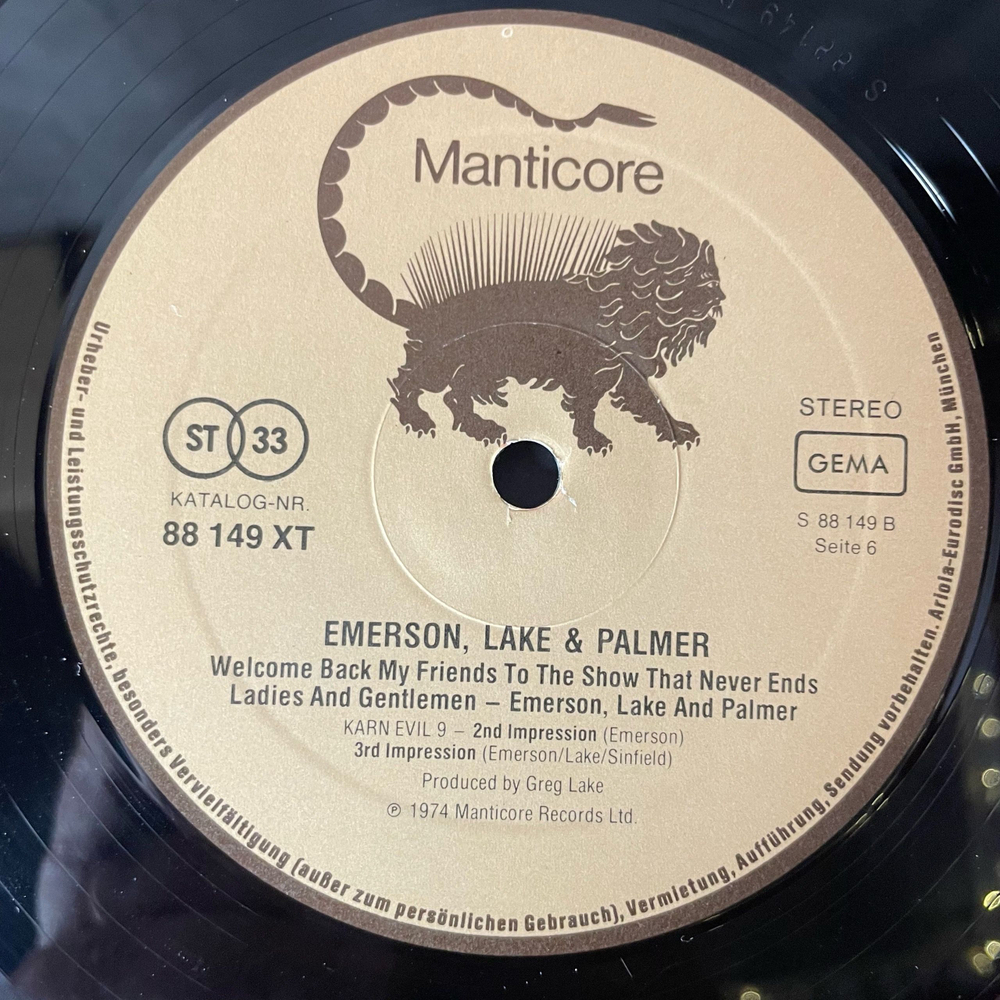 Manticore
ST 33
KATALOG-NR.
88 149 XT
STEREO
GEMA
S 88 149 B
Seite 6
EMERSON, LAKE & PALMER
Welcome Back My Friends To The Show That Never Ends
Ladies And Gentlemen – Emerson, Lake And Palmer
KARN EVIL 9 – 2nd Impression (Emerson)
3rd Impression (Emerson/Lake/Sinfield)
Produced by Greg Lake
℗ 1974 Manticore Records Ltd.
Urheber- und Leistungsschutzrechte, besonders Vervielfältigung (außer zum persönlichen Gebrauch), Vermietung, Aufführung, Sendung vorbehalten. Ariola-Eurodisc GmbH, München